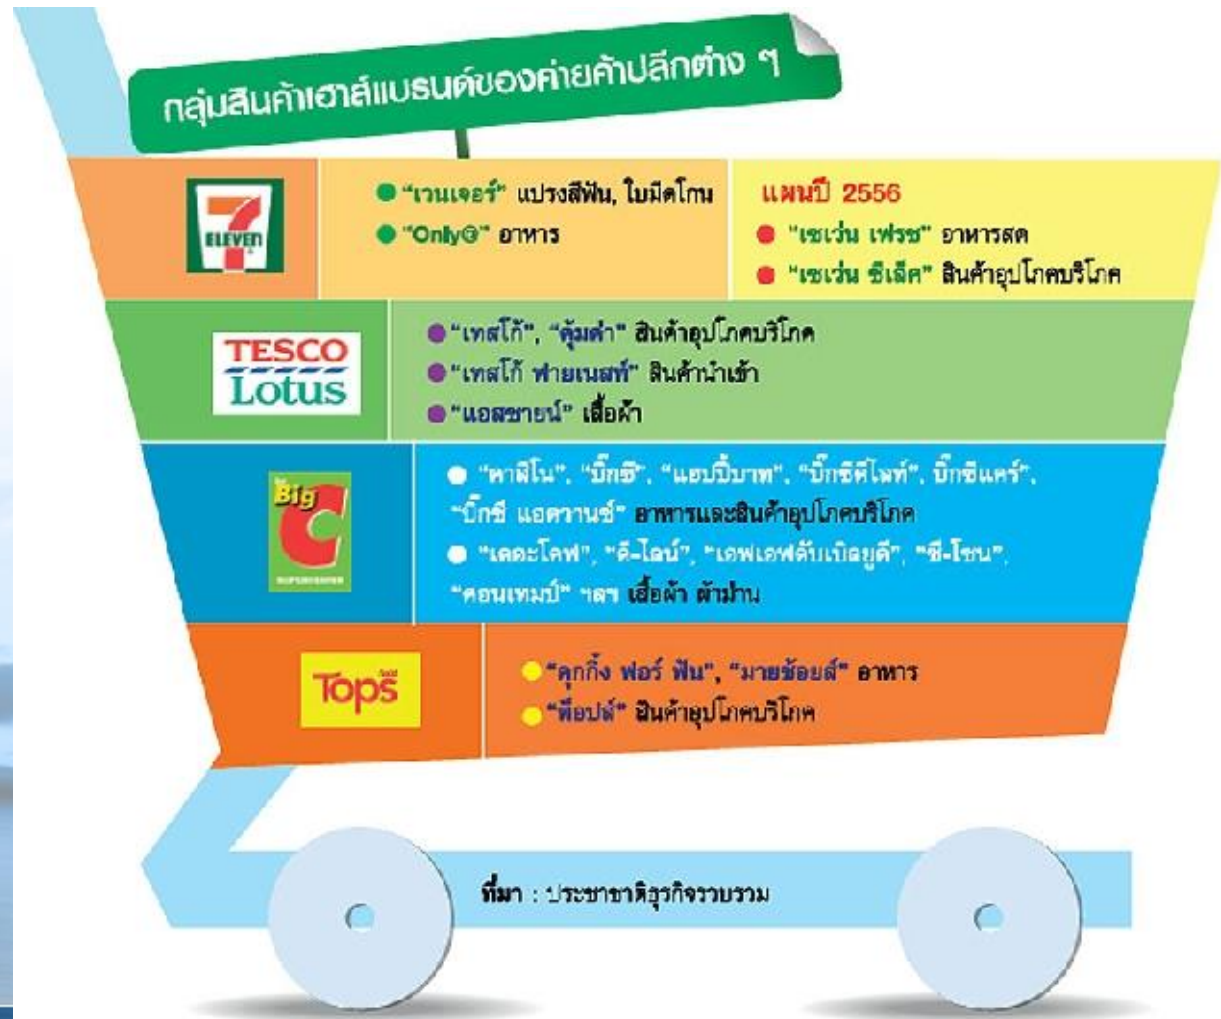 กลุ่มสินค้าเฮาส์แบรนด์ของค่ายค้าปลีกต่าง ๆ
7
ELEVEn
● "เวนเจอร์" แปรงสีฟัน, ใบมีดโกน
● "Only@" อาหาร
แผนปี 2556
● "เซเว่น เฟรช" อาหารสด
● "เซเว่น ซีเล็ค" สินค้าอุปโภคบริโภค
TESCO
Lotus
● "เทสโก้", "คุ้มค่า" สินค้าอุปโภคบริโภค
● "เทสโก้ ฟายเนสท์" สินค้านำเข้า
● "แอสชายน์" เสื้อผ้า
Big
C
SUPERCENTER
● "คาสิโน", "บิ๊กซี", "แฮปปี้บาท", "บิ๊กซีดีไลท์", บิ๊กซีแคร์",
"บิ๊กซี แอดวานซ์" อาหารและสินค้าอุปโภคบริโภค
● "เดอะโคฟ", "ดี-ไลน์", "เอฟเอฟดับเบิลยูดี", "ซี-โซน",
"คอนเทมป์" ฯลฯ เสื้อผ้า ผ้าม่าน
Tops
● "คุกกิ้ง ฟอร์ ฟัน", "มายช้อยส์" อาหาร
● "ท็อปส์" สินค้าอุปโภคบริโภค
ที่มา : ประชาชาติธุรกิจรวบรวม